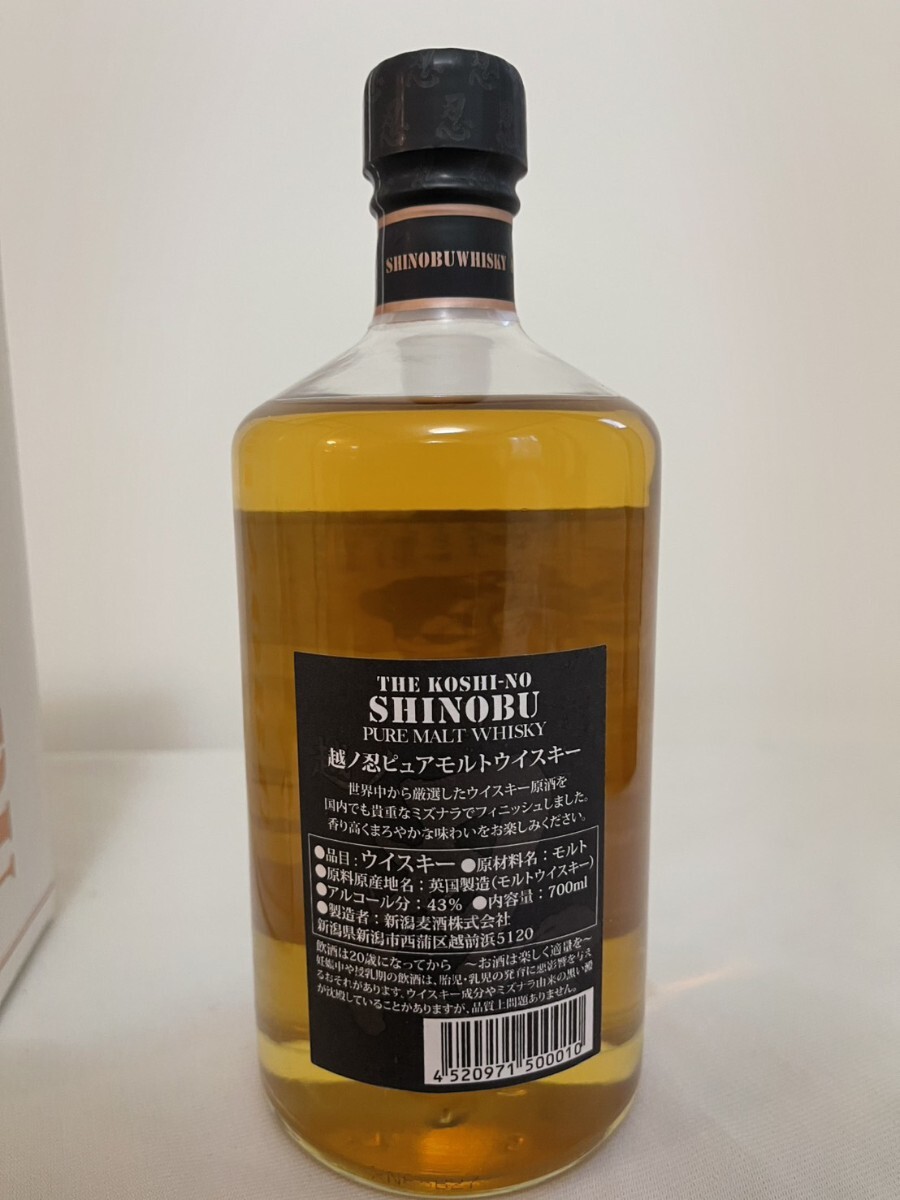 忍 忍 忍
SHINOBUWHISKY
THE KOSHI-NO
SHINOBU
PURE MALT WHISKY
越ノ忍ピュアモルトウイスキー
世界中から厳選したウイスキー原酒を
国内でも貴重なミズナラでフィニッシュしました。
香り高くまろやかな味わいをお楽しみください。
●品目：ウイスキー ●原材料名：モルト
●原料原産地名：英国製造(モルトウイスキー)
●アルコール分：43% ●内容量：700ml
●製造者：新潟麦酒株式会社
新潟県新潟市西蒲区越前浜5120
飲酒は20歳になってから ～お酒は楽しく適量を～
妊娠中や授乳期の飲酒は、胎児・乳児の発育に悪影響を与え
るおそれがあります。ウイスキー成分やミズナラ由来の黒い澱
が沈殿していることがありますが、品質上問題ありません。
4 520971 500010